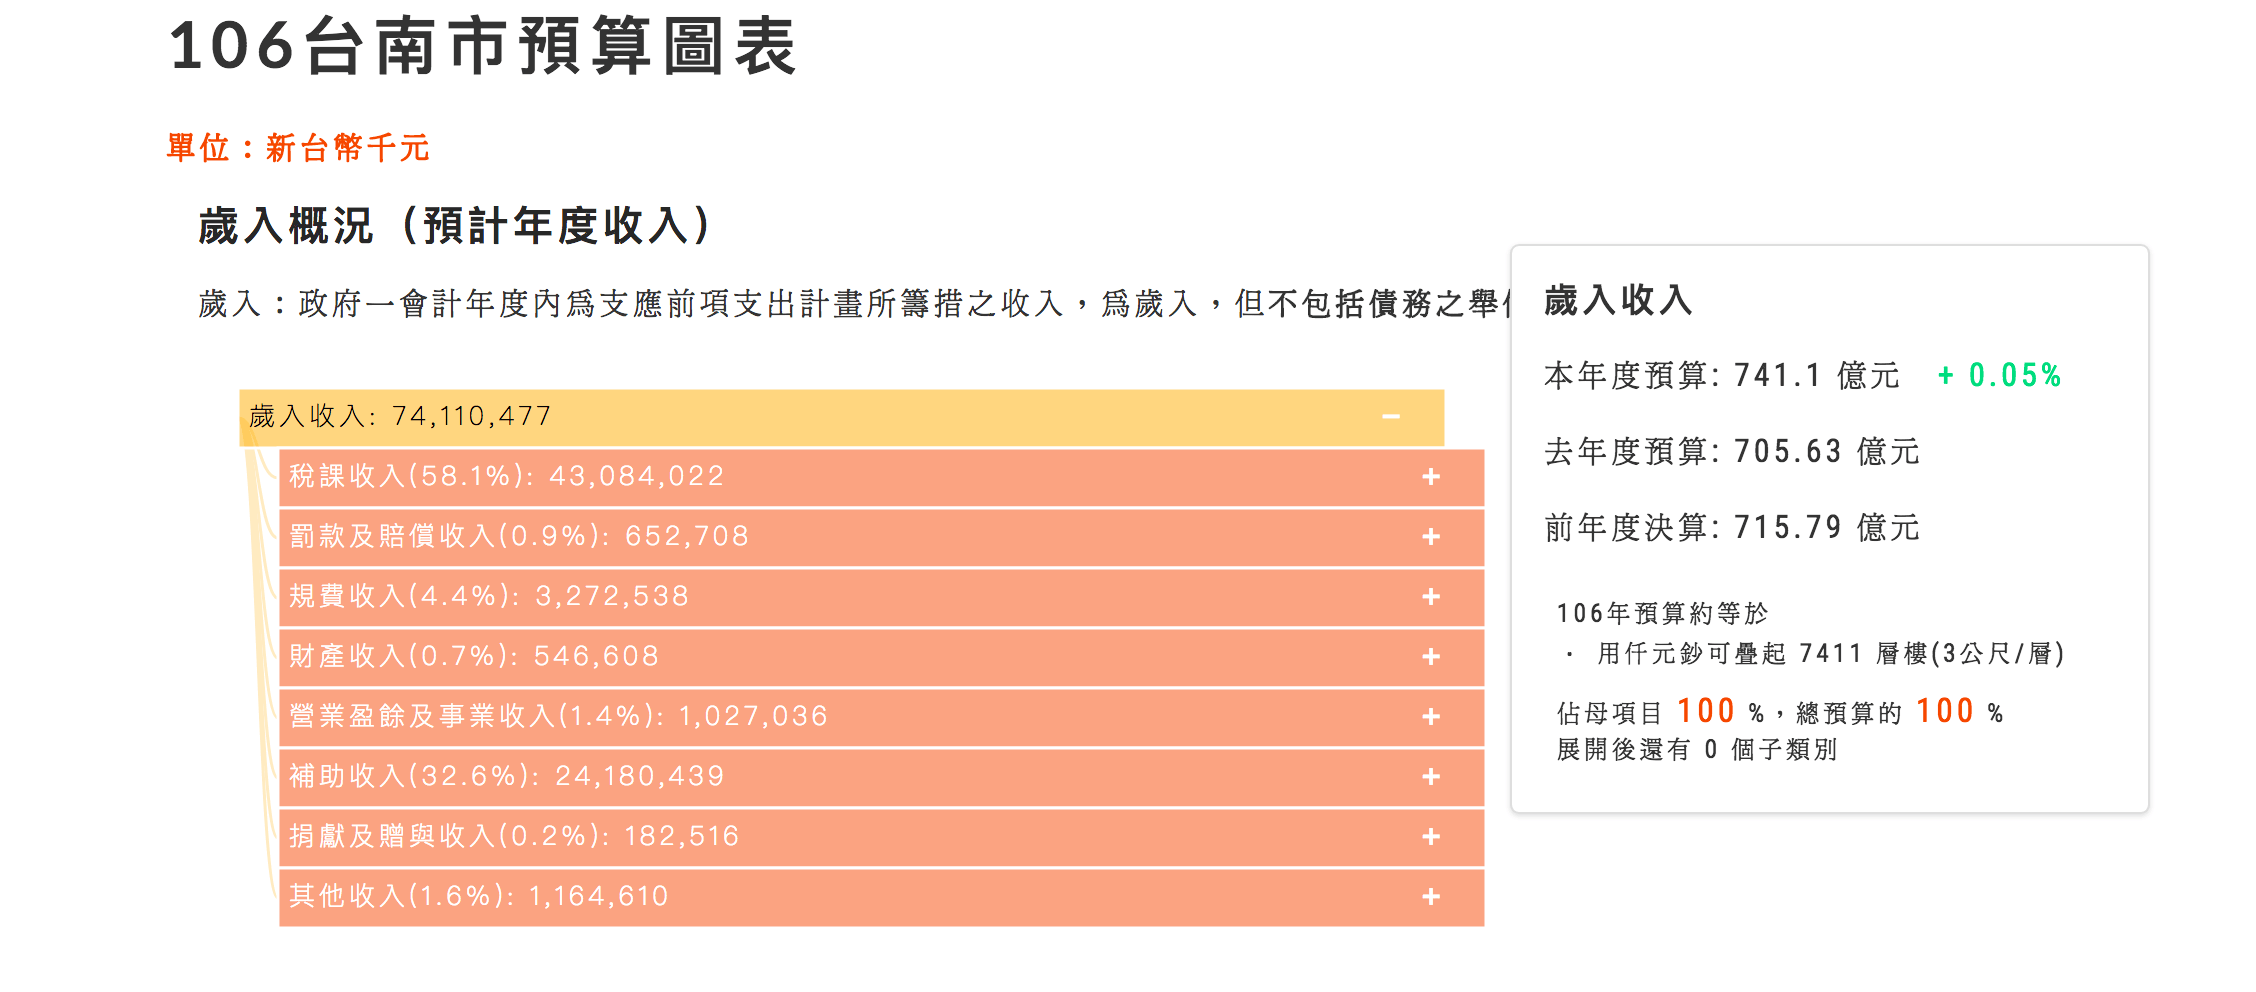 106台南市預算圖表
單位：新台幣千元
歲入概況（預計年度收入）
歲入：政府一會計年度內為支應前項支出計畫所籌措之收入，為歲入，但不包括債務之舉
歲入收入: 74,110,477
稅課收入(58.1%): 43,084,022
罰款及賠償收入(0.9%): 652,708
規費收入(4.4%): 3,272,538
財產收入(0.7%): 546,608
營業盈餘及事業收入(1.4%): 1,027,036
補助收入(32.6%): 24,180,439
捐獻及贈與收入(0.2%): 182,516
其他收入(1.6%): 1,164,610
歲入收入
本年度預算: 741.1 億元 + 0.05%
去年度預算: 705.63 億元
前年度決算: 715.79 億元
106年預算約等於
· 用仟元鈔可疊起 7411 層樓(3公尺/層)
佔母項目 100 %，總預算的 100 %
展開後還有 0 個子類別